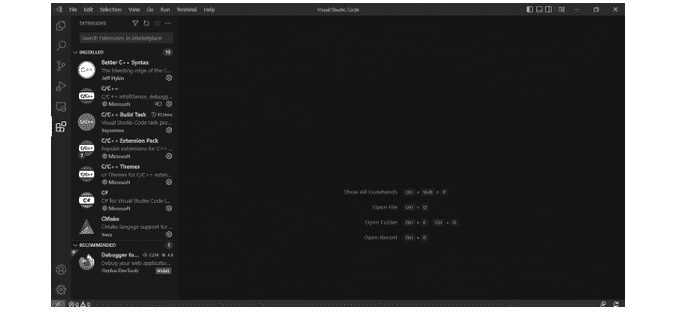 File Edit Selection View Go Run Terminal Help
Visual Studio Code
EXTENSIONS
Search Extensions in Marketplace
INSTALLED 10
Better C++ Syntax
The bleeding edge of the C...
Jeff Hykin
C/C++
C/C++ IntelliSense, debugg...
Microsoft
C/C++ Build Task
Visual Studio Code task pro...
C/C++ Extension Pack
Popular extensions for C++ ...
Microsoft
C/C++ Themes
UI Themes for C/C++ exten...
Microsoft
C#
C# for Visual Studio Code (...
Microsoft
CMake
CMake langage support for ...
twxs
RECOMMENDED
Debugger fo...
Debug your web applicatio...
Firefox DevTools Install
Show All Commands Ctrl + Shift + P
Open File Ctrl + O
Open Folder Ctrl + K Ctrl + O
Open Recent Ctrl + R